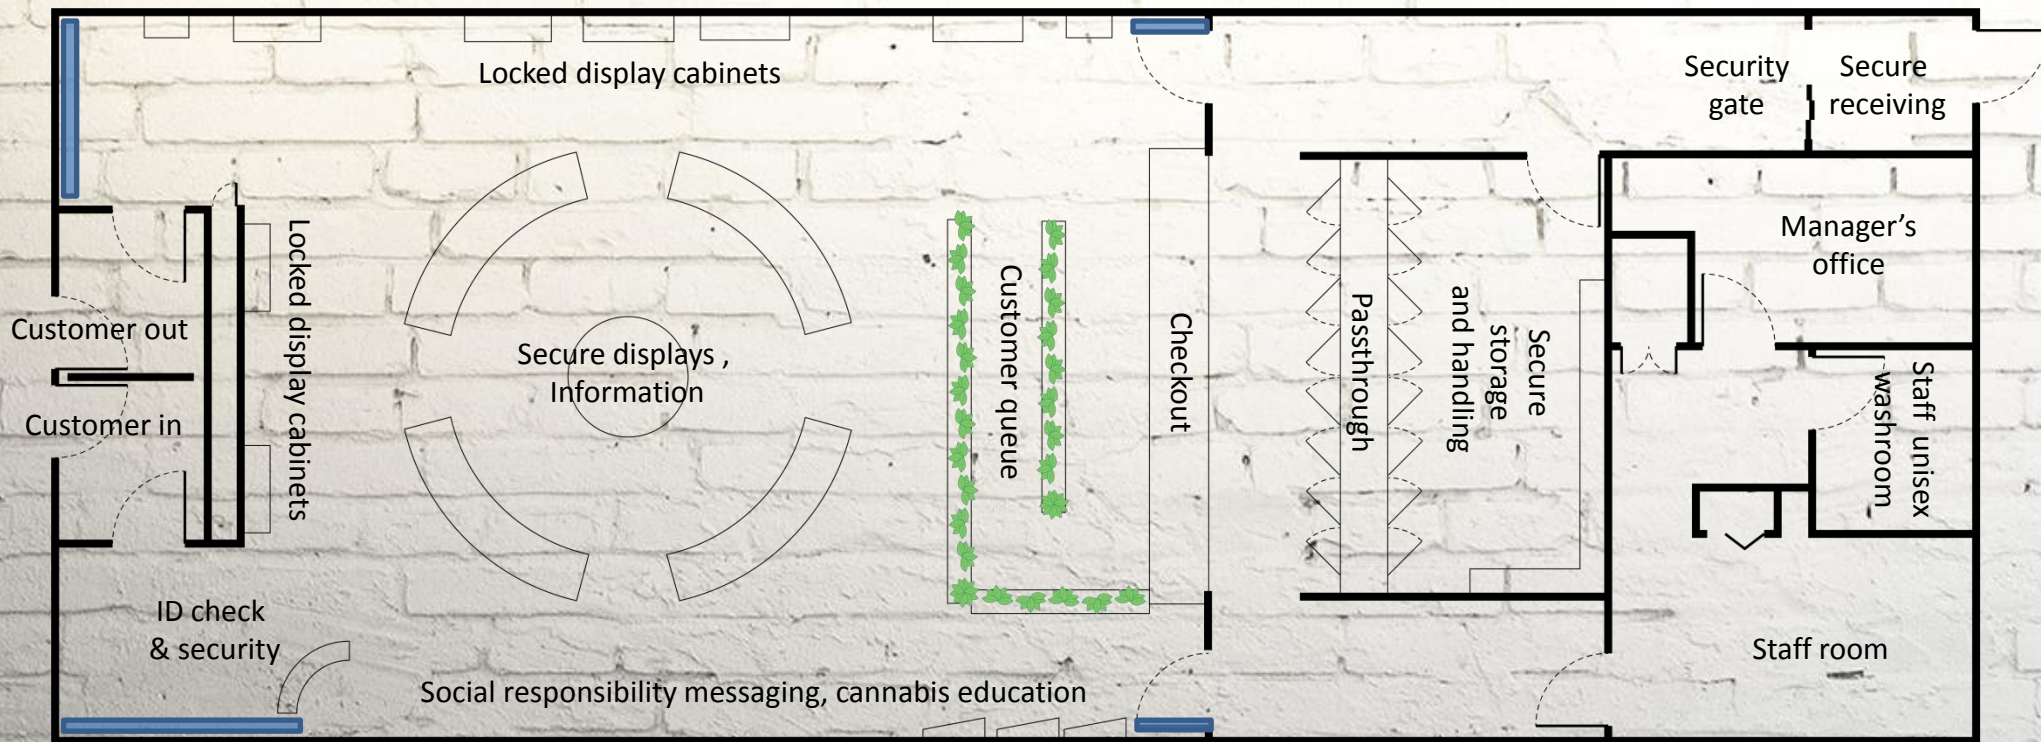 Locked display cabinets
Security
gate
Secure
receiving
Manager's
office
Customer out
Customer in
Locked display cabinets
Secure displays ,
Information
Customer queue
Checkout
Passthrough
Secure
storage
and handling
Staff unisex
washroom
ID check
& security
Social responsibility messaging, cannabis education
Staff room